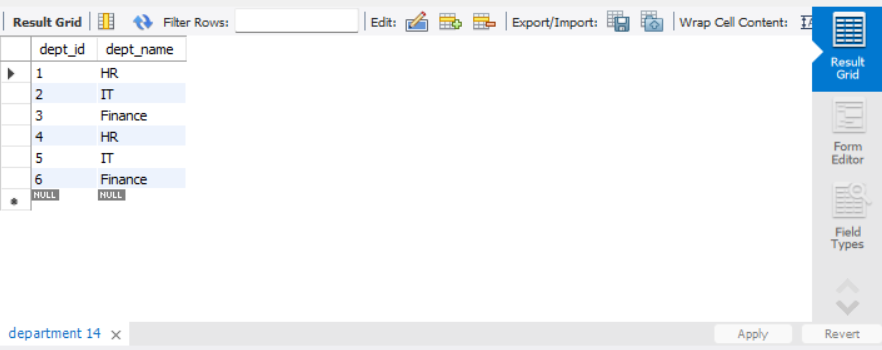 Result Grid Filter Rows: Edit: Export/Import: Wrap Cell Content:
dept_id dept_name
1 HR
2 IT
3 Finance
4 HR
5 IT
6 Finance
NULL NULL
Result
Grid
Form
Editor
Field
Types
department 14
Apply Revert